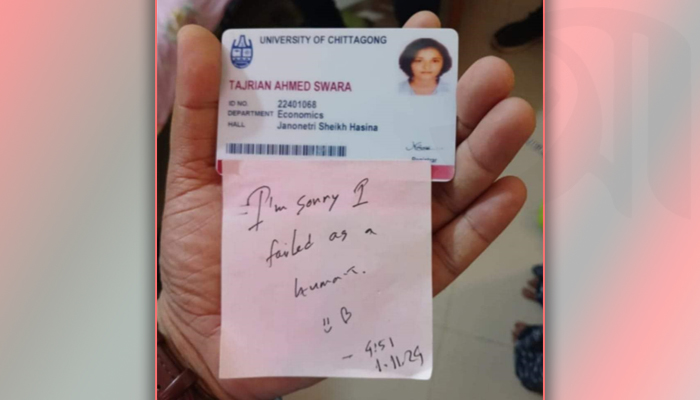 UNIVERSITY OF CHITTAGONG
TAJRIAN AHMED SWARA
ID NO. 22401068
DEPARTMENT Economics
HALL Janonetri Sheikh Hasina
I'm sorry I
failed as a
human.
- 4:51
1.11.24